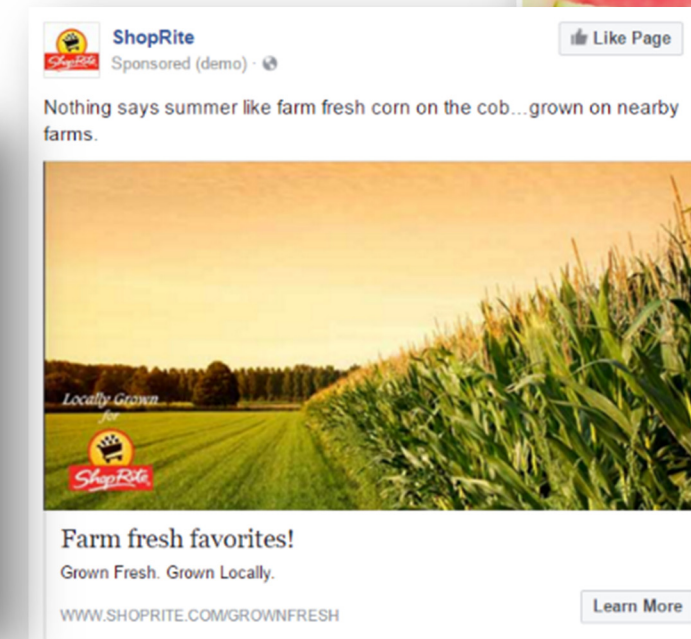 ShopRite
ShopRite
Sponsored (demo) ·
Like Page
Nothing says summer like farm fresh corn on the cob...grown on nearby
farms.
Locally Grown
for
ShopRite
Farm fresh favorites!
Grown Fresh. Grown Locally.
WWW.SHOPRITE.COM/GROWNFRESH
Learn More